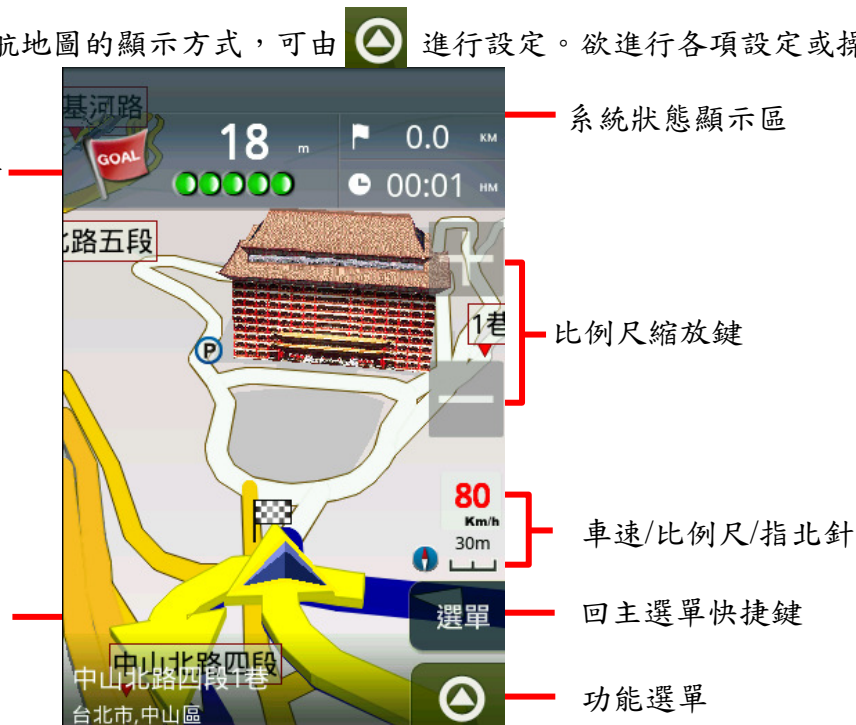 航地圖的顯示方式，可由 進行設定。欲進行各項設定或操
基河路
GOAL
18 m
0.0 KM
00:01 HM
系統狀態顯示區
路五段
1巷
P
比例尺縮放鍵
80
Km/h
30m
車速/比例尺/指北針
選單
回主選單快捷鍵
中山北路四段
中山北路四段1巷
台北市,中山區
功能選單